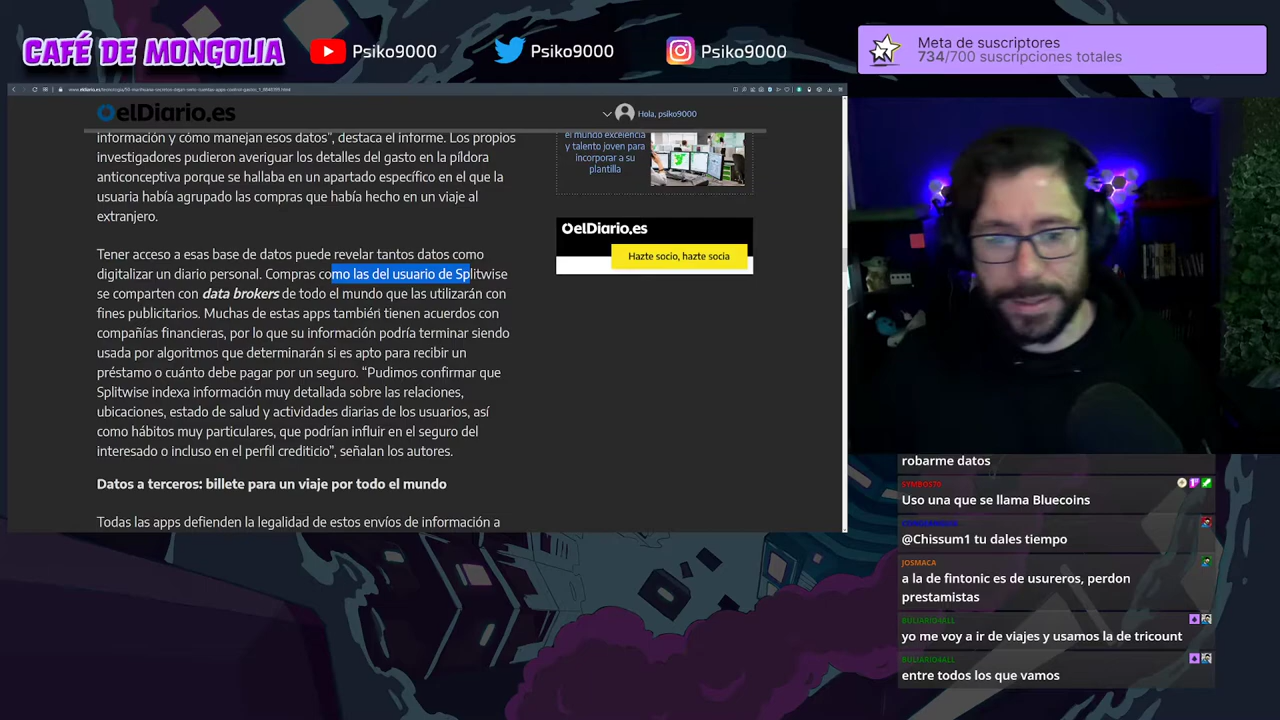 CAFÉ DE MONGOLIA
Psiko9000
Psiko9000
Psiko9000
Meta de suscriptores
734/700 suscripciones totales
elDiario.es
Hola, psiko9000
información y cómo manejan esos datos”, destaca el informe. Los propios
investigadores pudieron averiguar los detalles del gasto en la píldora
anticonceptiva porque se hallaba en un apartado específico en el que la
usuaria había agrupado las compras que había hecho en un viaje al
extranjero.
Tener acceso a esas base de datos puede revelar tantos datos como
digitalizar un diario personal. Compras como las del usuario de Splitwise
se comparten con data brokers de todo el mundo que las utilizarán con
fines publicitarios. Muchas de estas apps también tienen acuerdos con
compañías financieras, por lo que su información podría terminar siendo
usada por algoritmos que determinarán si es apto para recibir un
préstamo o cuánto debe pagar por un seguro. “Pudimos confirmar que
Splitwise indexa información muy detallada sobre las relaciones,
ubicaciones, estado de salud y actividades diarias de los usuarios, así
como hábitos muy particulares, que podrían influir en el seguro del
interesado o incluso en el perfil crediticio”, señalan los autores.
Datos a terceros: billete para un viaje por todo el mundo
Todas las apps defienden la legalidad de estos envíos de información a
el mundo excelencia
y talento joven para
incorporar a su
plantilla
elDiario.es
Hazte socio, hazte socia
robarme datos
SYMBOS70
Uso una que se llama Bluecoins
@Chissum1 tu dales tiempo
JOSMACA
a la de fintonic es de usureros, perdon
prestamistas
BULIARIO4ALL
yo me voy a ir de viajes y usamos la de tricount
BULIARIO4ALL
entre todos los que vamos